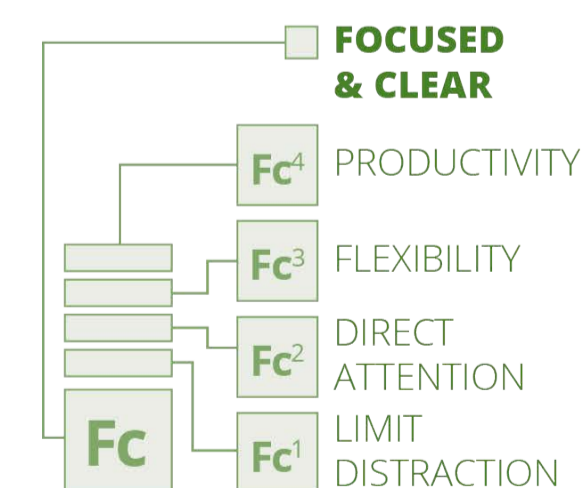 FOCUSED
& CLEAR
Fc⁴ PRODUCTIVITY
Fc³ FLEXIBILITY
Fc² DIRECT
ATTENTION
Fc
Fc¹ LIMIT
DISTRACTION